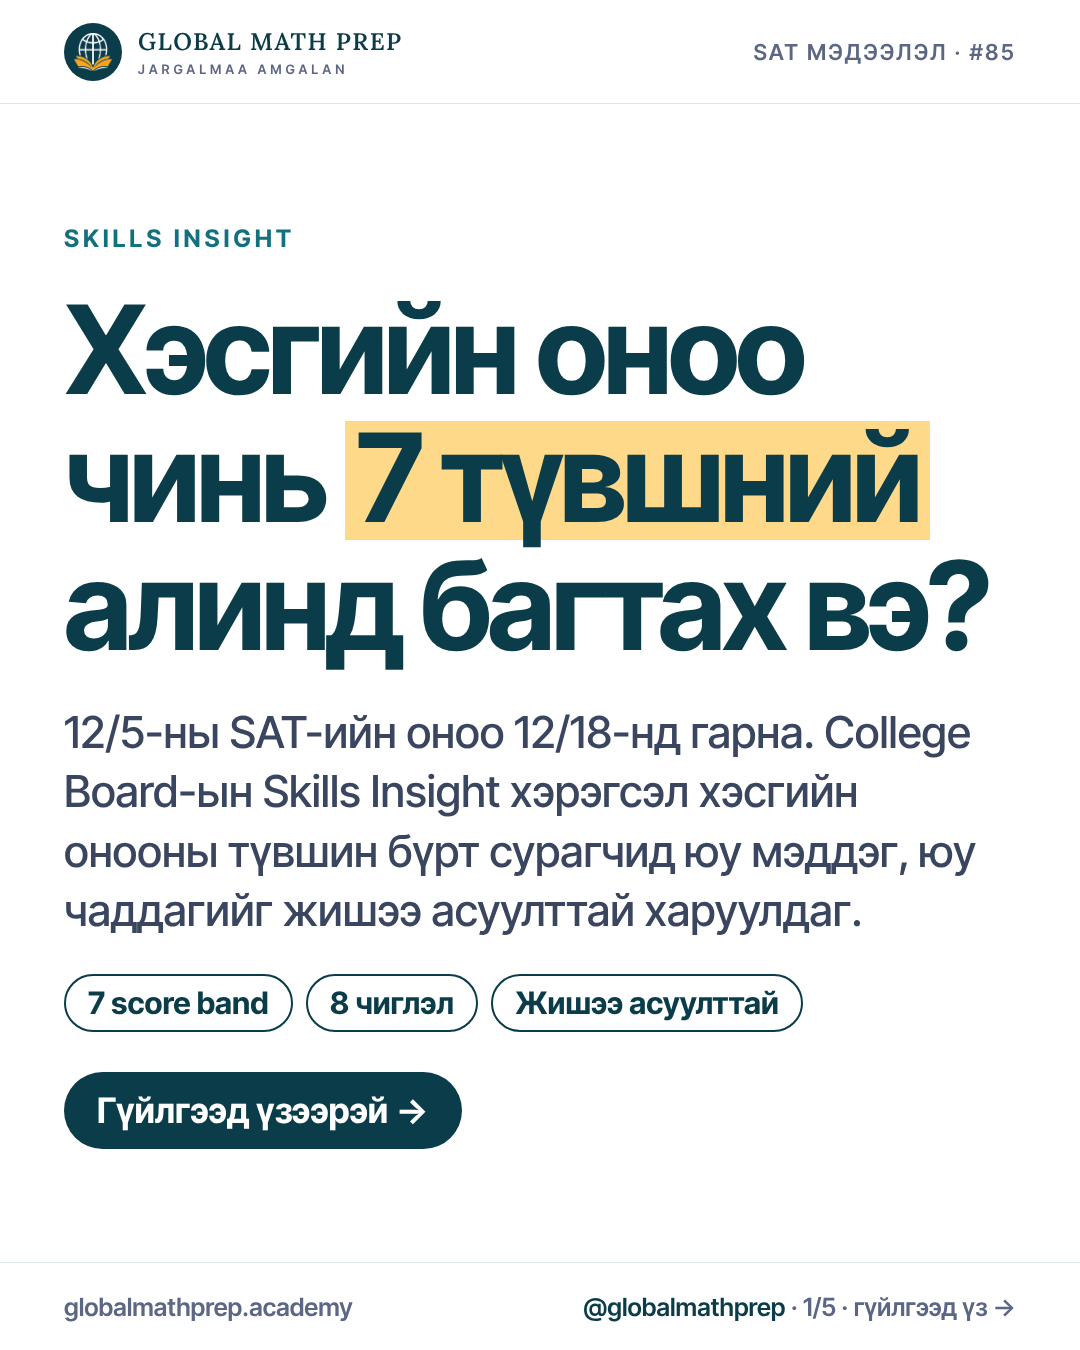 GLOBAL MATH PREP
JARGALMAA AMGALAN
SAT МЭДЭЭЛЭЛ · #85
SKILLS INSIGHT
Хэсгийн оноо
чинь 7 түвшний
алинд багтах вэ?
12/5-ны SAT-ийн оноо 12/18-нд гарна. College
Board-ын Skills Insight хэрэгсэл хэсгийн
онооны түвшин бүрт сурагчид юу мэддэг, юу
чаддагийг жишээ асуулттай харуулдаг.
7 score band
8 чиглэл
Жишээ асуулттай
Гүйлгээд үзээрэй →
globalmathprep.academy
@globalmathprep · 1/5 · гүйлгээд үз →